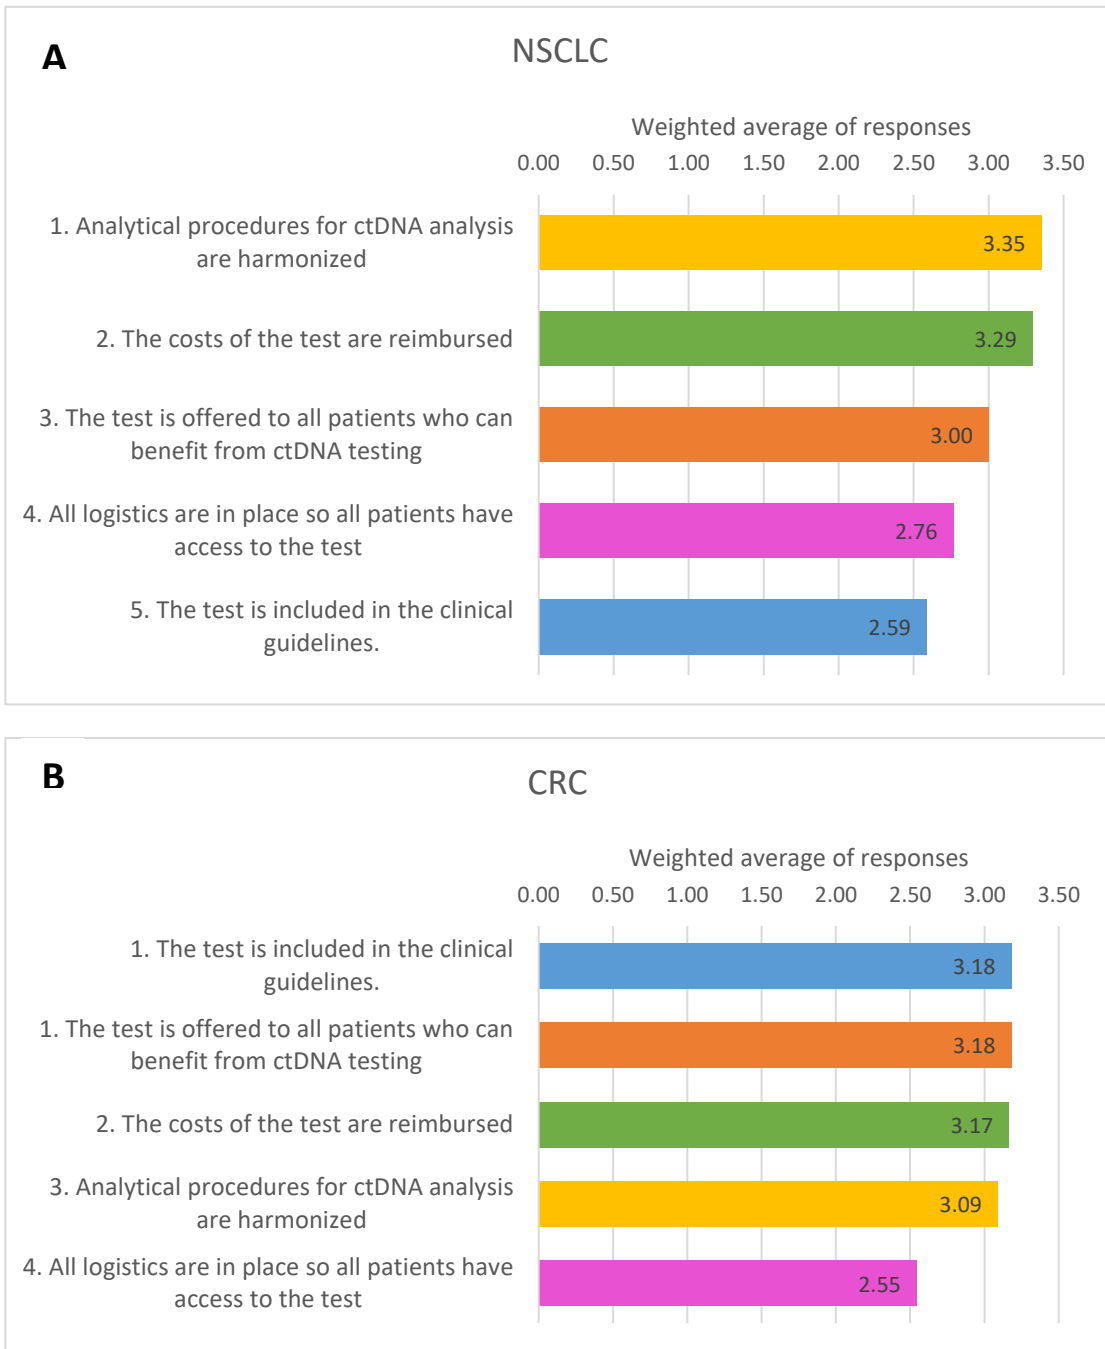 A
NSCLC
Weighted average of responses
0.00 0.50 1.00 1.50 2.00 2.50 3.00 3.50
1. Analytical procedures for ctDNA analysis
are harmonized
3.35
2. The costs of the test are reimbursed
3.29
3. The test is offered to all patients who can
benefit from ctDNA testing
3.00
4. All logistics are in place so all patients have
access to the test
2.76
5. The test is included in the clinical
guidelines.
2.59
B
CRC
Weighted average of responses
0.00 0.50 1.00 1.50 2.00 2.50 3.00 3.50
1. The test is included in the clinical
guidelines.
3.18
1. The test is offered to all patients who can
benefit from ctDNA testing
3.18
2. The costs of the test are reimbursed
3.17
3. Analytical procedures for ctDNA analysis
are harmonized
3.09
4. All logistics are in place so all patients have
access to the test
2.55